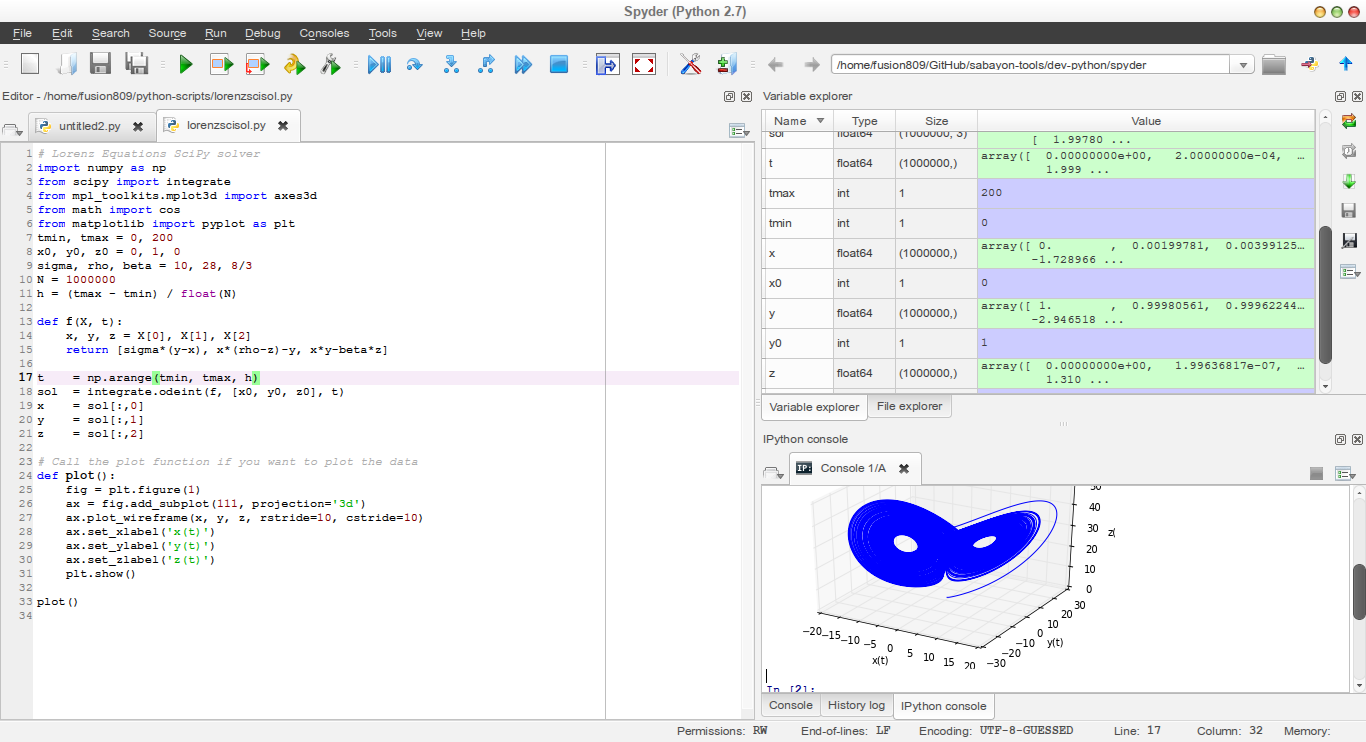 Spyder (Python 2.7)
File Edit Search Source Run Debug Consoles Tools View Help
/home/fusion809/GitHub/sabayon-tools/dev-python/spyder
Editor - /home/fusion809/python-scripts/lorenzscisol.py
untitled2.py
lorenzscisol.py
1 # Lorenz Equations SciPy solver
2 import numpy as np
3 from scipy import integrate
4 from mpl_toolkits.mplot3d import axes3d
5 from math import cos
6 from matplotlib import pyplot as plt
7 tmin, tmax = 0, 200
8 x0, y0, z0 = 0, 1, 0
9 sigma, rho, beta = 10, 28, 8/3
10 N = 1000000
11 h = (tmax - tmin) / float(N)
12
13 def f(X, t):
14     x, y, z = X[0], X[1], X[2]
15     return [sigma*(y-x), x*(rho-z)-y, x*y-beta*z]
16
17 t    = np.arange(tmin, tmax, h)
18 sol  = integrate.odeint(f, [x0, y0, z0], t)
19 x    = sol[:,0]
20 y    = sol[:,1]
21 z    = sol[:,2]
22
23 # Call the plot function if you want to plot the data
24 def plot():
25     fig = plt.figure(1)
26     ax = fig.add_subplot(111, projection='3d')
27     ax.plot_wireframe(x, y, z, rstride=10, cstride=10)
28     ax.set_xlabel('x(t)')
29     ax.set_ylabel('y(t)')
30     ax.set_zlabel('z(t)')
31     plt.show()
32
33 plot()
34
Variable explorer
Name Type Size Value
sol float64 (1000000, 3) [ 1.99780 ...
t float64 (1000000,) array([ 0.00000000e+00, 2.00000000e-04, …
1.999 ...
tmax int 1 200
tmin int 1 0
x float64 (1000000,) array([ 0. , 0.00199781, 0.00399125…
-1.728966 ...
x0 int 1 0
y float64 (1000000,) array([ 1. , 0.99980561, 0.99962244…
-2.946518 ...
y0 int 1 1
z float64 (1000000,) array([ 0.00000000e+00, 1.99636817e-07, …
1.310 ...
Variable explorer File explorer
IPython console
IP: Console 1/A
50
40
30
20
10
0
z(
−20 −15 −10 −5 0 5 10 15 20
x(t)
−30 −20 −10 0 10 20 30
y(t)
In [2]:
Console History log IPython console
Permissions: RW End-of-lines: LF Encoding: UTF-8-GUESSED Line: 17 Column: 32 Memory: